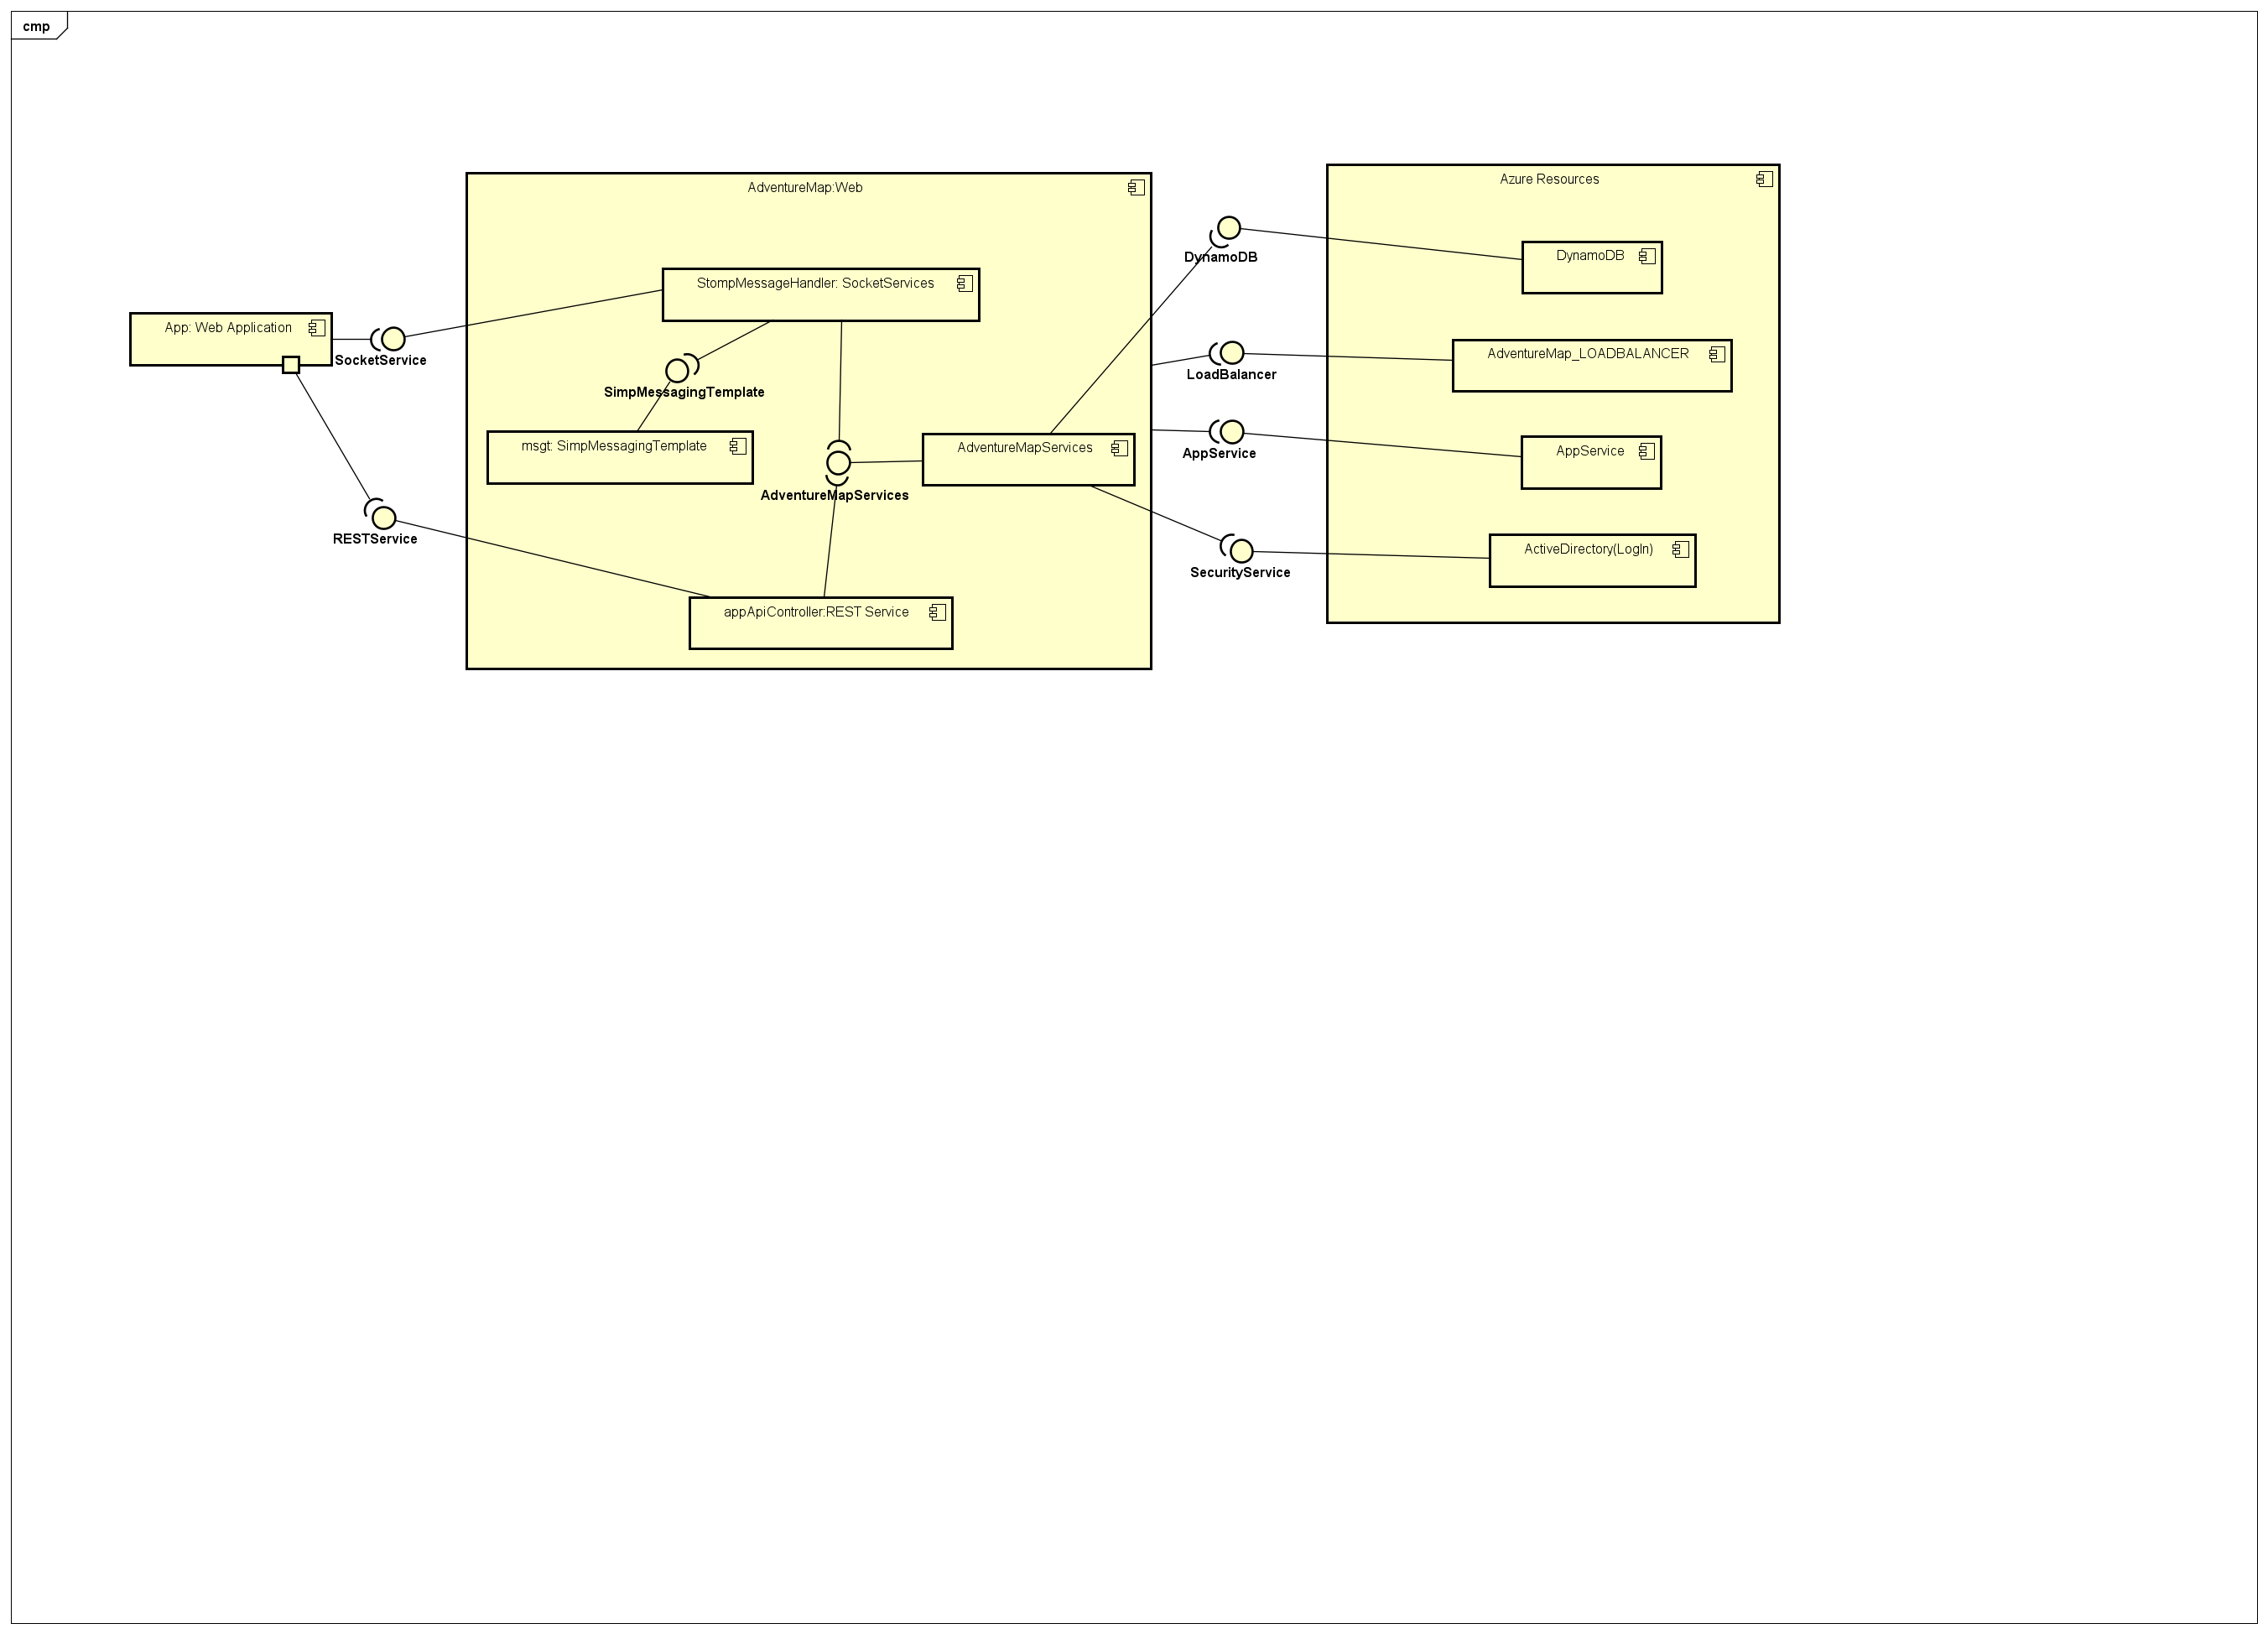 cmp
AdventureMap:Web
Azure Resources
DynamoDB
DynamoDB
StompMessageHandler: SocketServices
App: Web Application
SocketService
AdventureMap_LOADBALANCER
LoadBalancer
SimpMessagingTemplate
msgt: SimpMessagingTemplate
AdventureMapServices
AppService
AppService
AdventureMapServices
RESTService
ActiveDirectory(LogIn)
SecurityService
appApiController:REST Service